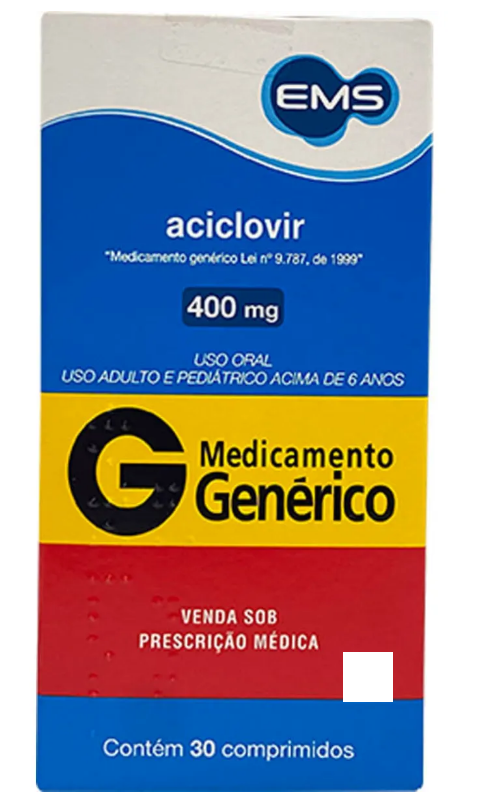 EMS
aciclovir
"Medicamento genérico Lei nº 9.787, de 1999"
400 mg
USO ORAL
USO ADULTO E PEDIÁTRICO ACIMA DE 6 ANOS
G Medicamento
Genérico
VENDA SOB
PRESCRIÇÃO MÉDICA
Contém 30 comprimidos